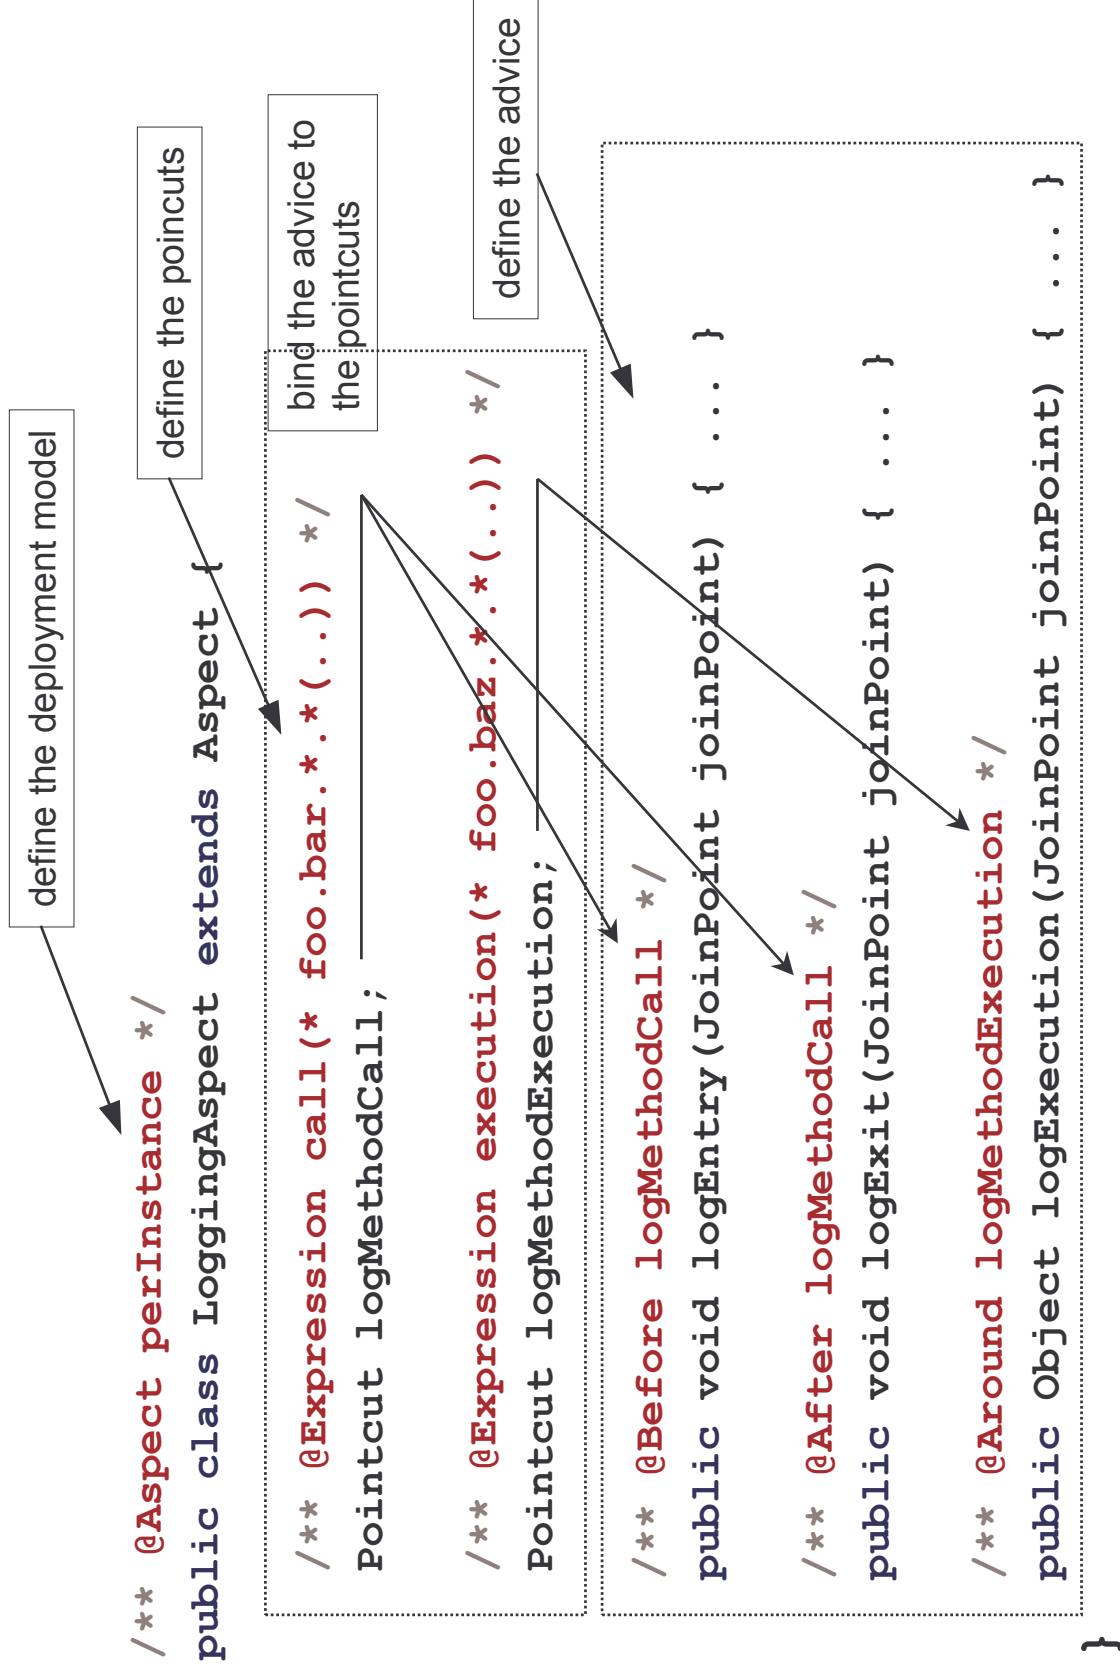 define the deployment model
/** @Aspect perInstance */
define the poincuts
public class LoggingAspect extends Aspect {
bind the advice to
the pointcuts
/** @Expression call(* foo.bar.*.*(..)) */
Pointcut logMethodCall;
/** @Expression execution(* foo.baz.*.*(..)) */
Pointcut logMethodExecution;
define the advice
/** @Before logMethodCall */
public void logEntry(JoinPoint joinPoint) { ... }
/** @After logMethodCall */
public void logExit(JoinPoint joinPoint) { ... }
/** @Around logMethodExecution */
public Object logExecution(JoinPoint joinPoint) { ... }
}